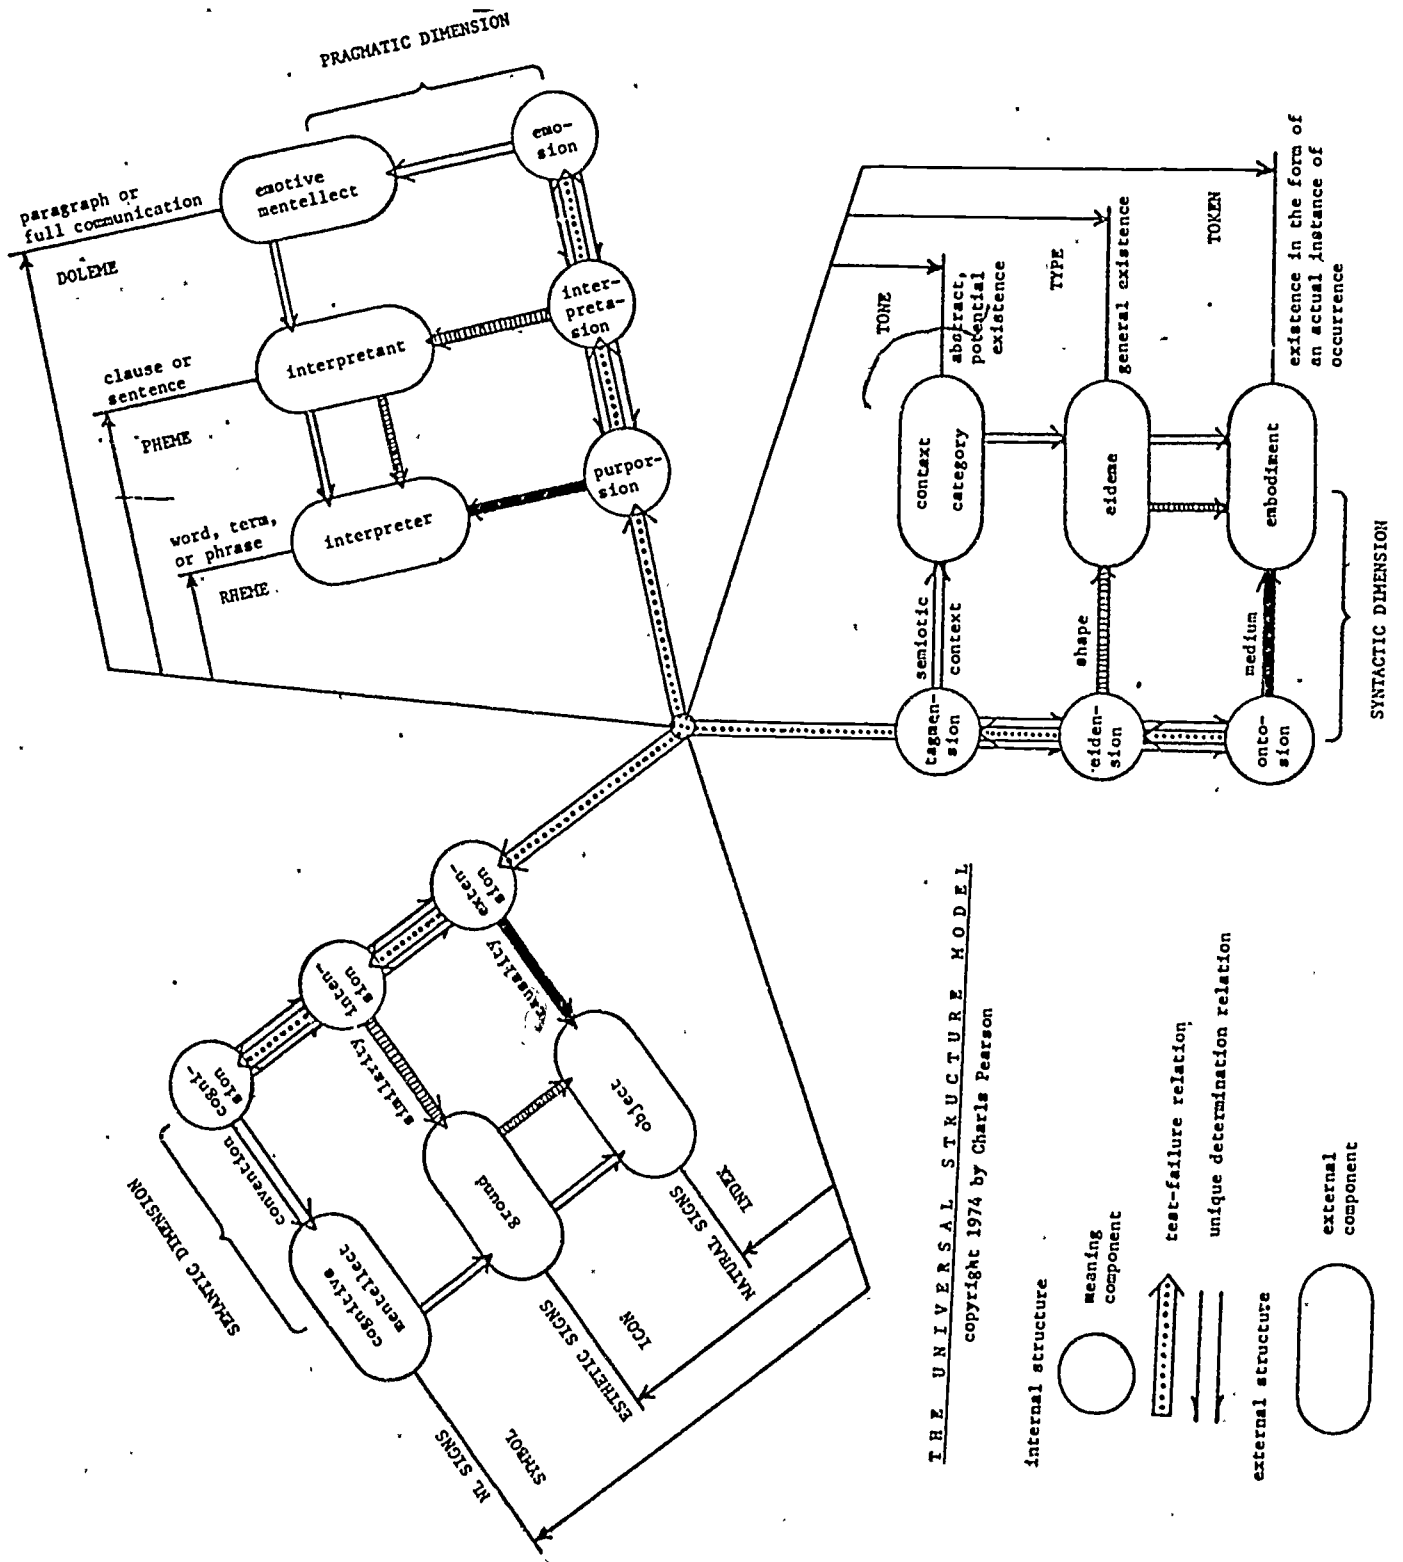 PRAGMATIC DIMENSION
emo-
sion
emotive
mentellect
paragraph or
full communication
DOLEME
inter-
preta-
sion
interpretant
clause or
sentence
PHEME
purpor-
sion
interpreter
word, term,
or phrase
RHEME
TONE
abstract,
potential
existence
TYPE
general existence
TOKEN
existence in the form of
an actual instance of
occurrence
context
category
eideme
embodiment
semiotic
context
shape
medium
tagmen-
sion
eiden-
sion
onto-
sion
SYNTACTIC DIMENSION
exten-
sion
inten-
sion
cogni-
sion
causality
similarity
convention
SEMANTIC DIMENSION
object
ground
cognitive
mentellect
INDEX
NATURAL SIGNS
ICON
ESTHETIC SIGNS
SYMBOL
NL SIGNS
THE UNIVERSAL STRUCTURE MODEL
copyright 1974 by Charls Pearson
internal structure
meaning
component
test-failure relation
unique determination relation
external structure
external
component